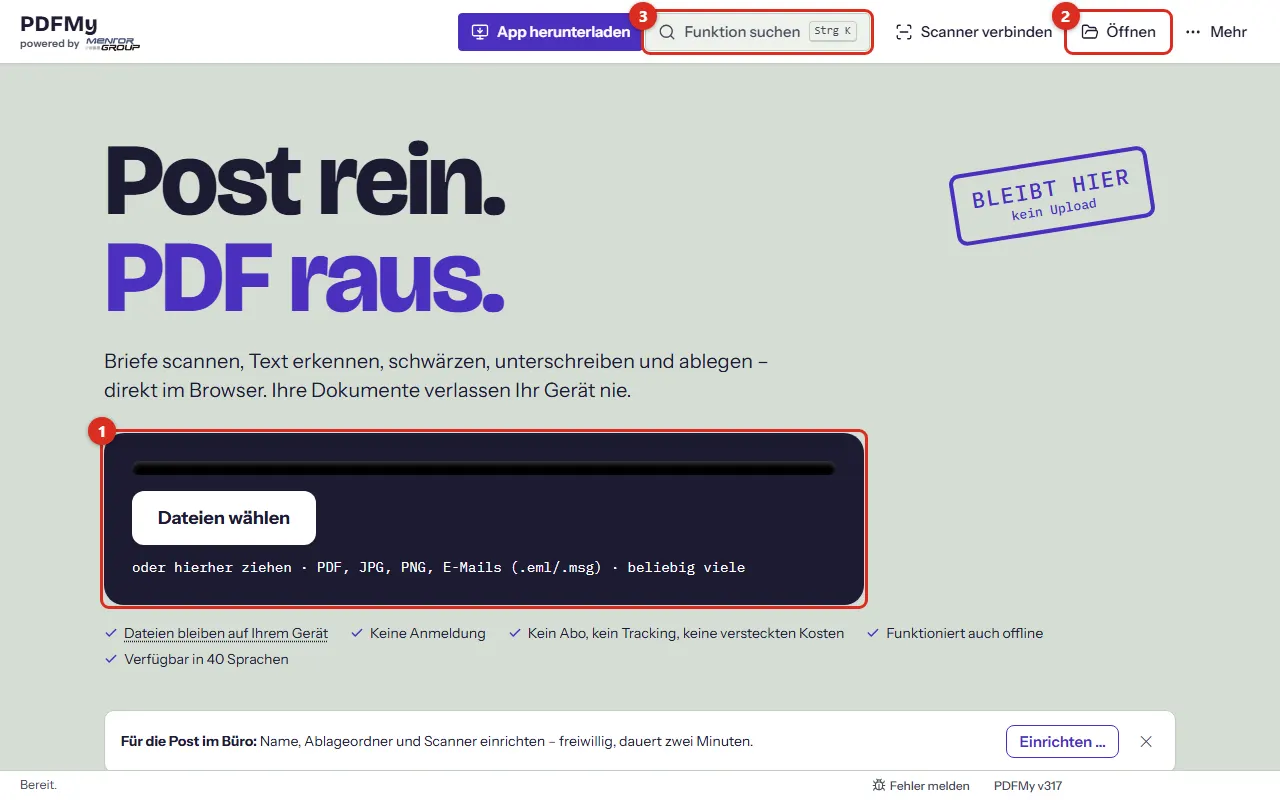 PDFMy
powered by MENTOR GROUP
App herunterladen
3
Funktion suchen Strg K
Scanner verbinden
2
Öffnen
Mehr
Post rein.
PDF raus.
BLEIBT HIER
kein Upload
Briefe scannen, Text erkennen, schwärzen, unterschreiben und ablegen –
direkt im Browser. Ihre Dokumente verlassen Ihr Gerät nie.
1
Dateien wählen
oder hierher ziehen · PDF, JPG, PNG, E-Mails (.eml/.msg) · beliebig viele
Dateien bleiben auf Ihrem Gerät Keine Anmeldung Kein Abo, kein Tracking, keine versteckten Kosten Funktioniert auch offline
Verfügbar in 40 Sprachen
Für die Post im Büro: Name, Ablageordner und Scanner einrichten – freiwillig, dauert zwei Minuten.
Einrichten ...
Bereit.
Fehler melden
PDFMy v317